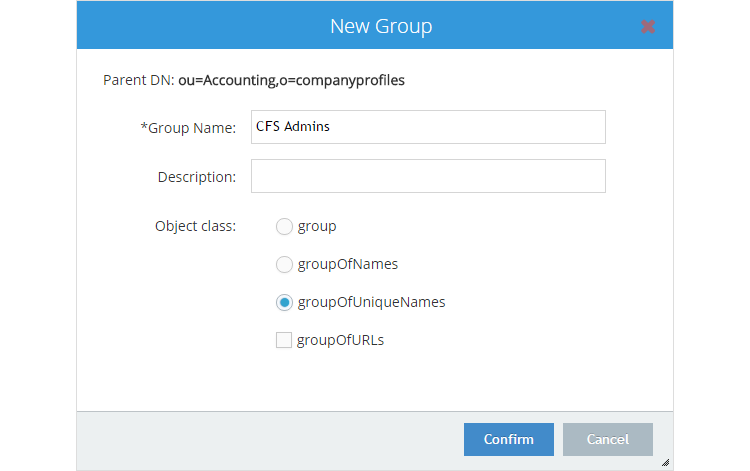 New Group
Parent DN: ou=Accounting,o=companyprofiles
*Group Name: CFS Admins
Description:
Object class: group
groupOfNames
groupOfUniqueNames
groupOfURLs
Confirm Cancel